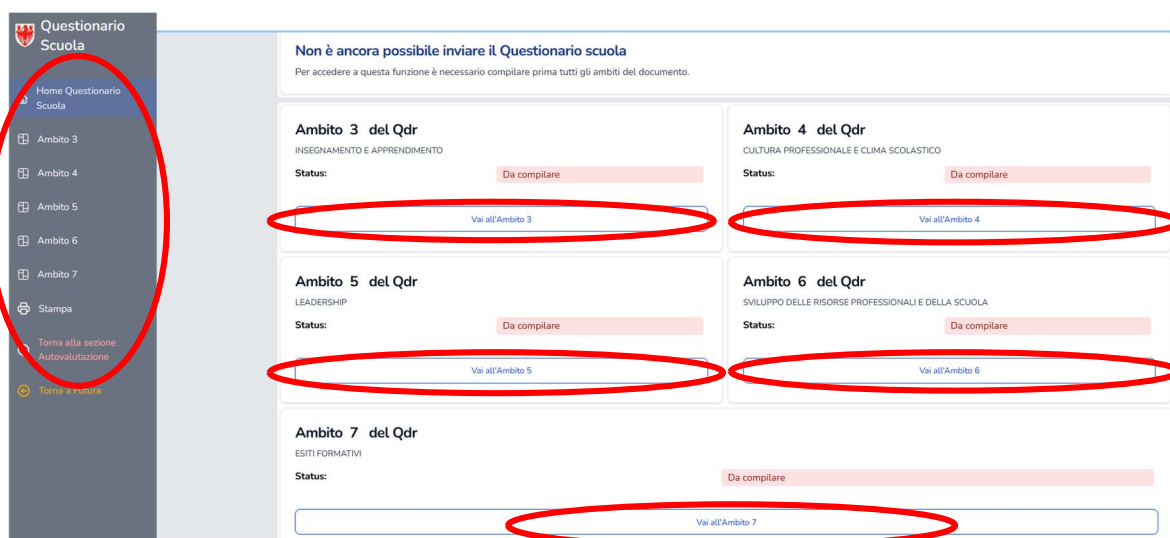 Questionario
Scuola
Home Questionario
Scuola
Ambito 3
Ambito 4
Ambito 5
Ambito 6
Ambito 7
Stampa
Torna alla sezione
Autovalutazione
Torna a Futura
Non è ancora possibile inviare il Questionario scuola
Per accedere a questa funzione è necessario compilare prima tutti gli ambiti del documento.
Ambito 3 del Qdr
INSEGNAMENTO E APPRENDIMENTO
Status: Da compilare
Vai all'Ambito 3
Ambito 4 del Qdr
CULTURA PROFESSIONALE E CLIMA SCOLASTICO
Status: Da compilare
Vai all'Ambito 4
Ambito 5 del Qdr
LEADERSHIP
Status: Da compilare
Vai all'Ambito 5
Ambito 6 del Qdr
SVILUPPO DELLE RISORSE PROFESSIONALI E DELLA SCUOLA
Status: Da compilare
Vai all'Ambito 6
Ambito 7 del Qdr
ESITI FORMATIVI
Status: Da compilare
Vai all'Ambito 7